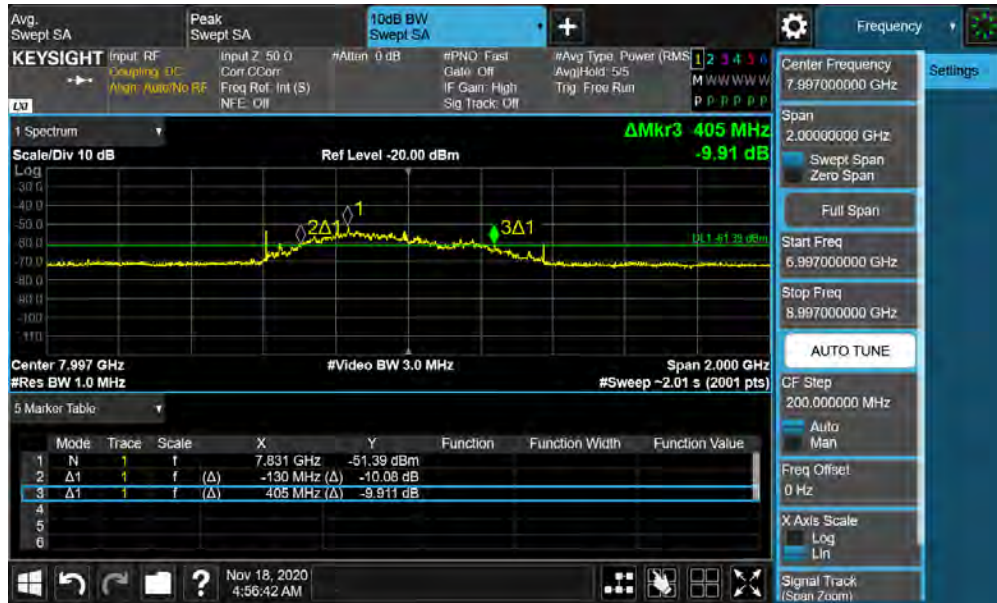 Avg.
Swept SA
Peak
Swept SA
10dB BW
Swept SA
Frequency
KEYSIGHT
Input: RF
Coupling: DC
Align: Auto/No RF
Input Z: 50 Ω
Corr CCorr
Freq Ref: Int (S)
NFE: Off
#Atten: 0 dB
#PNO: Fast
Gate: Off
IF Gain: High
Sig Track: Off
#Avg Type: Power (RMS
Avg|Hold: 5/5
Trig: Free Run
1 2 3 4 5 6
M W W W W W
P P P P P P
LXI
1 Spectrum
Scale/Div 10 dB
Log
Ref Level -20.00 dBm
ΔMkr3 405 MHz
-9.91 dB
-30.0
-40.0
-50.0
-60.0
-70.0
-80.0
-90.0
-100
-110
2Δ1
1
3Δ1
DL1 -61.39 dBm
Center 7.997 GHz
#Video BW 3.0 MHz
Span 2.000 GHz
#Res BW 1.0 MHz
#Sweep ~2.01 s (2001 pts)
5 Marker Table
Mode Trace Scale X Y Function Function Width Function Value
1 N 1 f 7.831 GHz -51.39 dBm
2 Δ1 1 f (Δ) -130 MHz (Δ) -10.08 dB
3 Δ1 1 f (Δ) 405 MHz (Δ) -9.911 dB
4
5
6
Nov 18, 2020
4:56:42 AM
Settings
Center Frequency
7.997000000 GHz
Span
2.00000000 GHz
Swept Span
Zero Span
Full Span
Start Freq
6.997000000 GHz
Stop Freq
8.997000000 GHz
AUTO TUNE
CF Step
200.000000 MHz
Auto
Man
Freq Offset
0 Hz
X Axis Scale
Log
Lin
Signal Track
(Span Zoom)